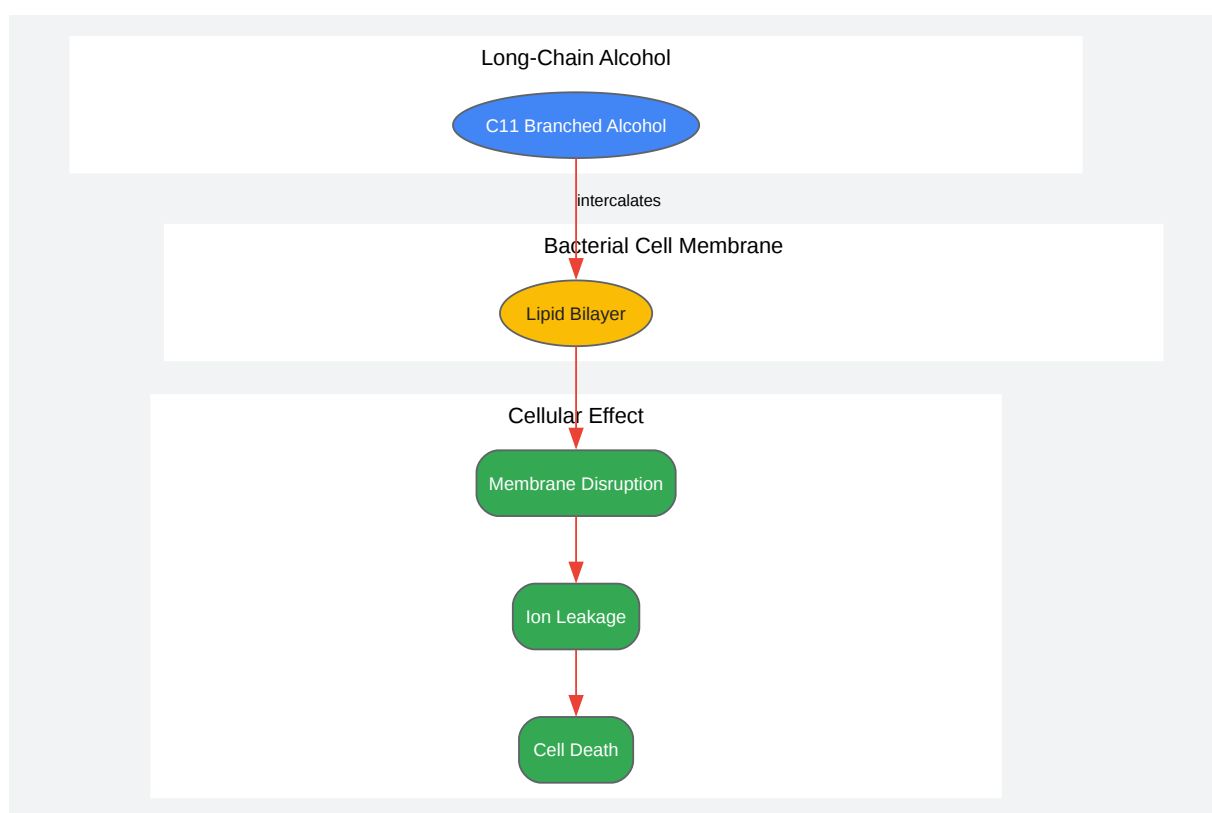 Long-Chain Alcohol
C11 Branched Alcohol
intercalates
Bacterial Cell Membrane
Lipid Bilayer
Cellular Effect
Membrane Disruption
Ion Leakage
Cell Death